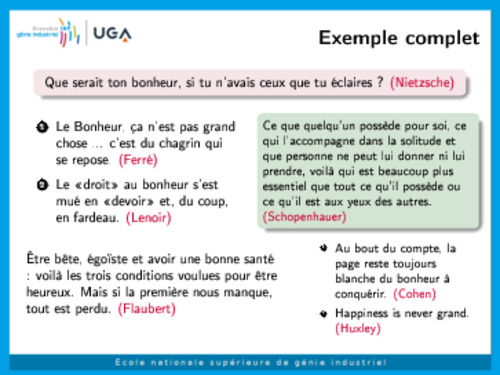 Grenoble
génie industriel
UGA
Exemple complet
Que serait ton bonheur, si tu n'avais ceux que tu éclaires ? (Nietzsche)
1 Le Bonheur, ça n'est pas grand
chose ... c'est du chagrin qui
se repose. (Ferré)
2 Le «droit» au bonheur s'est
mué en «devoir» et, du coup,
en fardeau. (Lenoir)
Ce que quelqu'un possède pour soi, ce
qui l'accompagne dans la solitude et
que personne ne peut lui donner ni lui
prendre, voilà qui est beaucoup plus
essentiel que tout ce qu'il possède ou
ce qu'il est aux yeux des autres.
(Schopenhauer)
Être bête, égoïste et avoir une bonne santé
: voilà les trois conditions voulues pour être
heureux. Mais si la première nous manque,
tout est perdu. (Flaubert)
Au bout du compte, la
page reste toujours
blanche du bonheur à
conquérir. (Cohen)
Happiness is never grand.
(Huxley)
École nationale supérieure de génie industriel